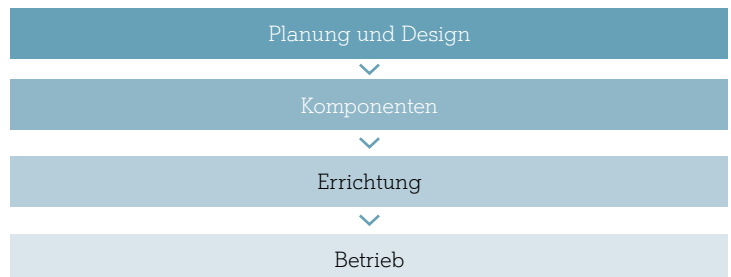 Planung und Design
Komponenten
Errichtung
Betrieb